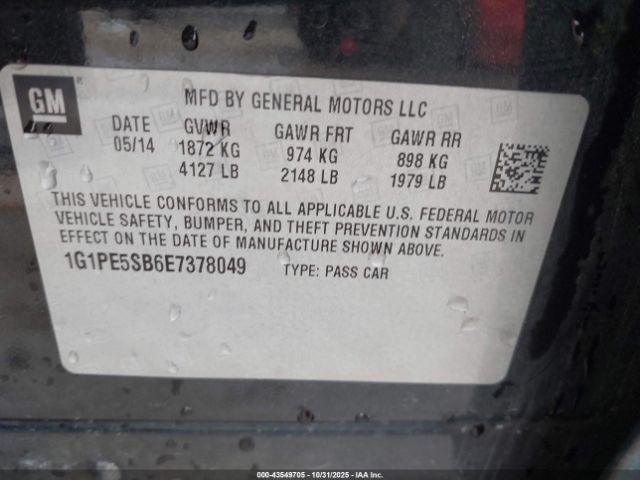 GM
MFD BY GENERAL MOTORS LLC
DATE GVWR GAWR FRT GAWR RR
05/14 1872 KG 974 KG 898 KG
4127 LB 2148 LB 1979 LB
THIS VEHICLE CONFORMS TO ALL APPLICABLE U.S. FEDERAL MOTOR
VEHICLE SAFETY, BUMPER, AND THEFT PREVENTION STANDARDS IN
EFFECT ON THE DATE OF MANUFACTURE SHOWN ABOVE.
1G1PE5SB6E7378049 TYPE: PASS CAR
000-43549705 - 10/31/2025 - IAA Inc.